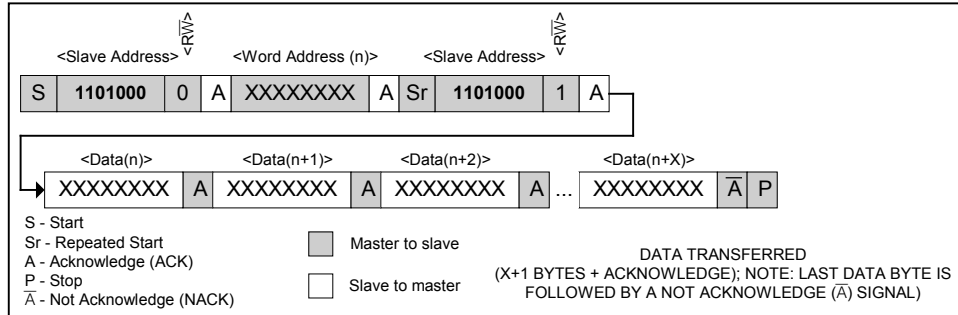 <RW̅>
<RW̅>
<Slave Address>
<Word Address (n)>
<Slave Address>
S 1101000 0 A XXXXXXXX A Sr 1101000 1 A
<Data(n)> <Data(n+1)> <Data(n+2)> <Data(n+X)>
XXXXXXXX A XXXXXXXX A XXXXXXXX A ... XXXXXXXX A̅ P
S - Start
Sr - Repeated Start
A - Acknowledge (ACK)
P - Stop
A̅ - Not Acknowledge (NACK)
Master to slave
Slave to master
DATA TRANSFERRED
(X+1 BYTES + ACKNOWLEDGE); NOTE: LAST DATA BYTE IS
FOLLOWED BY A NOT ACKNOWLEDGE (A̅) SIGNAL)